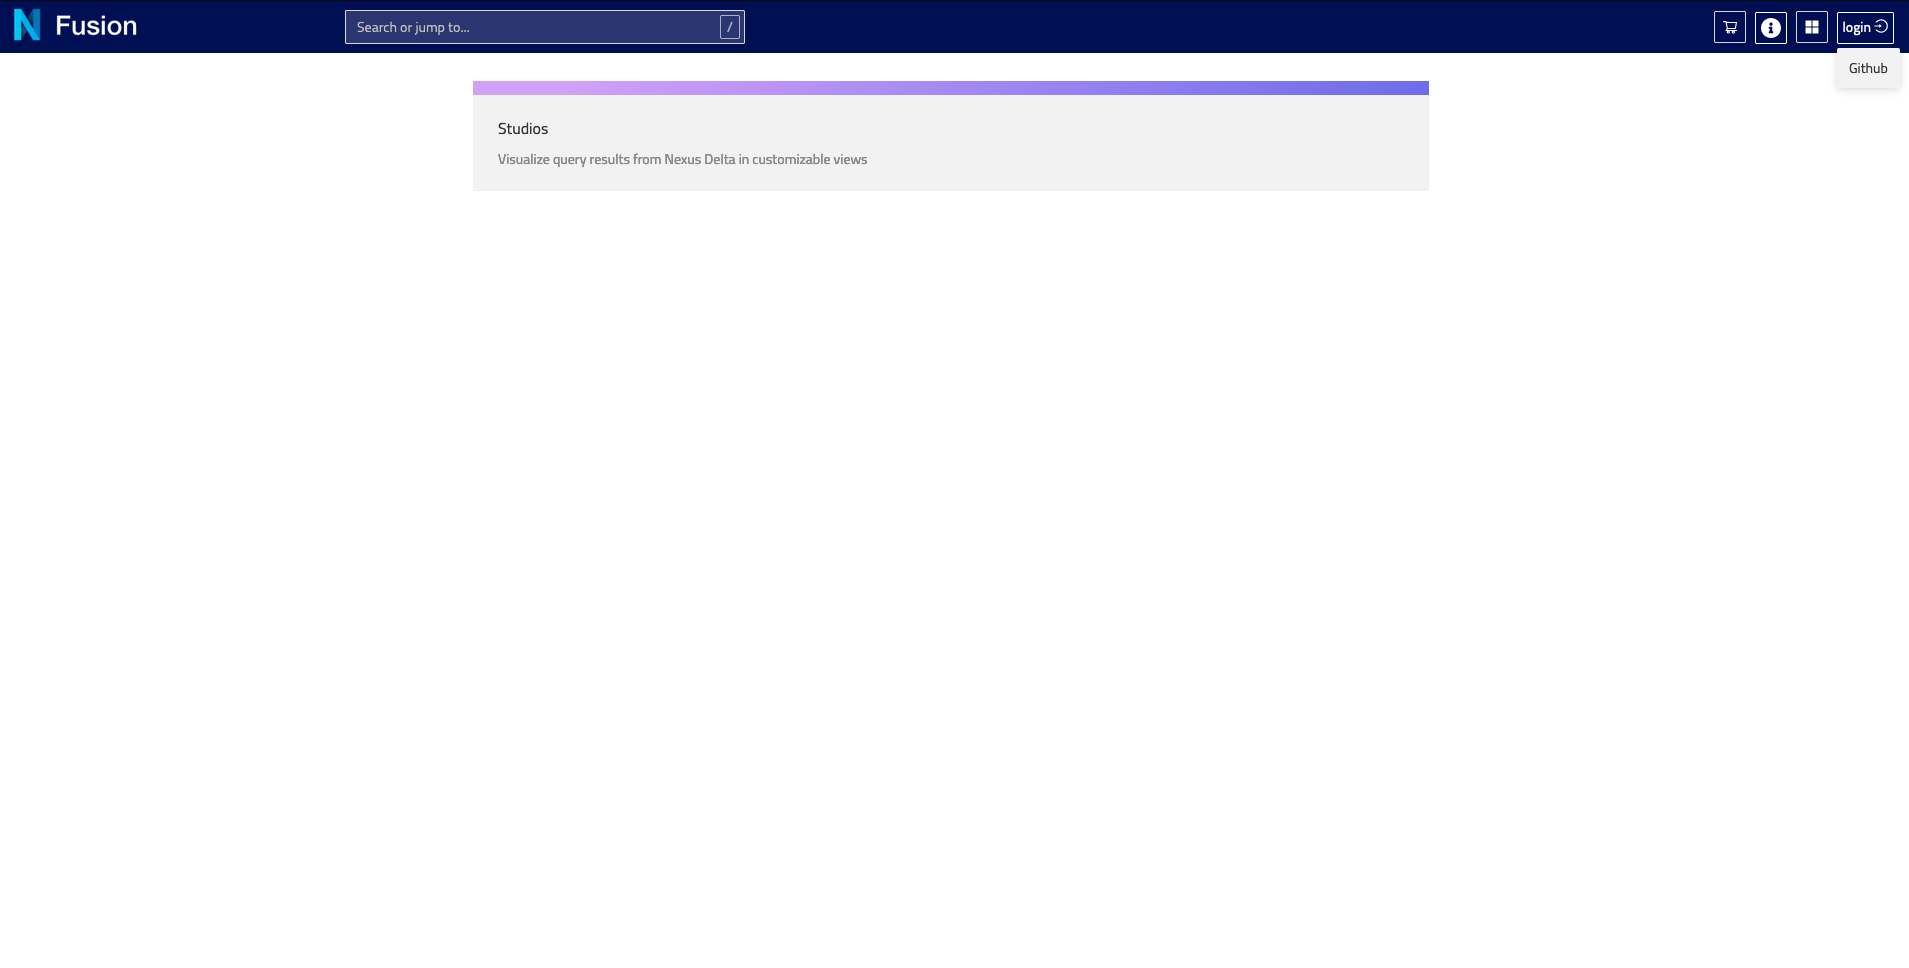 Fusion
Search or jump to...
/
login
Github
Studios
Visualize query results from Nexus Delta in customizable views